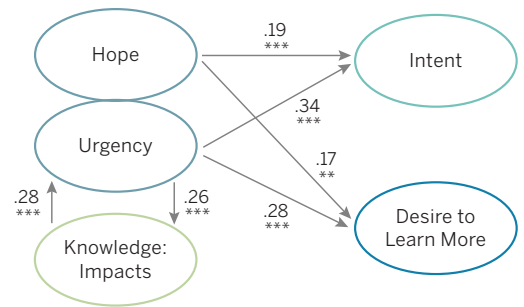 .19
***
Hope
Intent
.34
***
Urgency
.17
**
.28
***
.26
***
.28
***
Desire to
Learn More
Knowledge:
Impacts